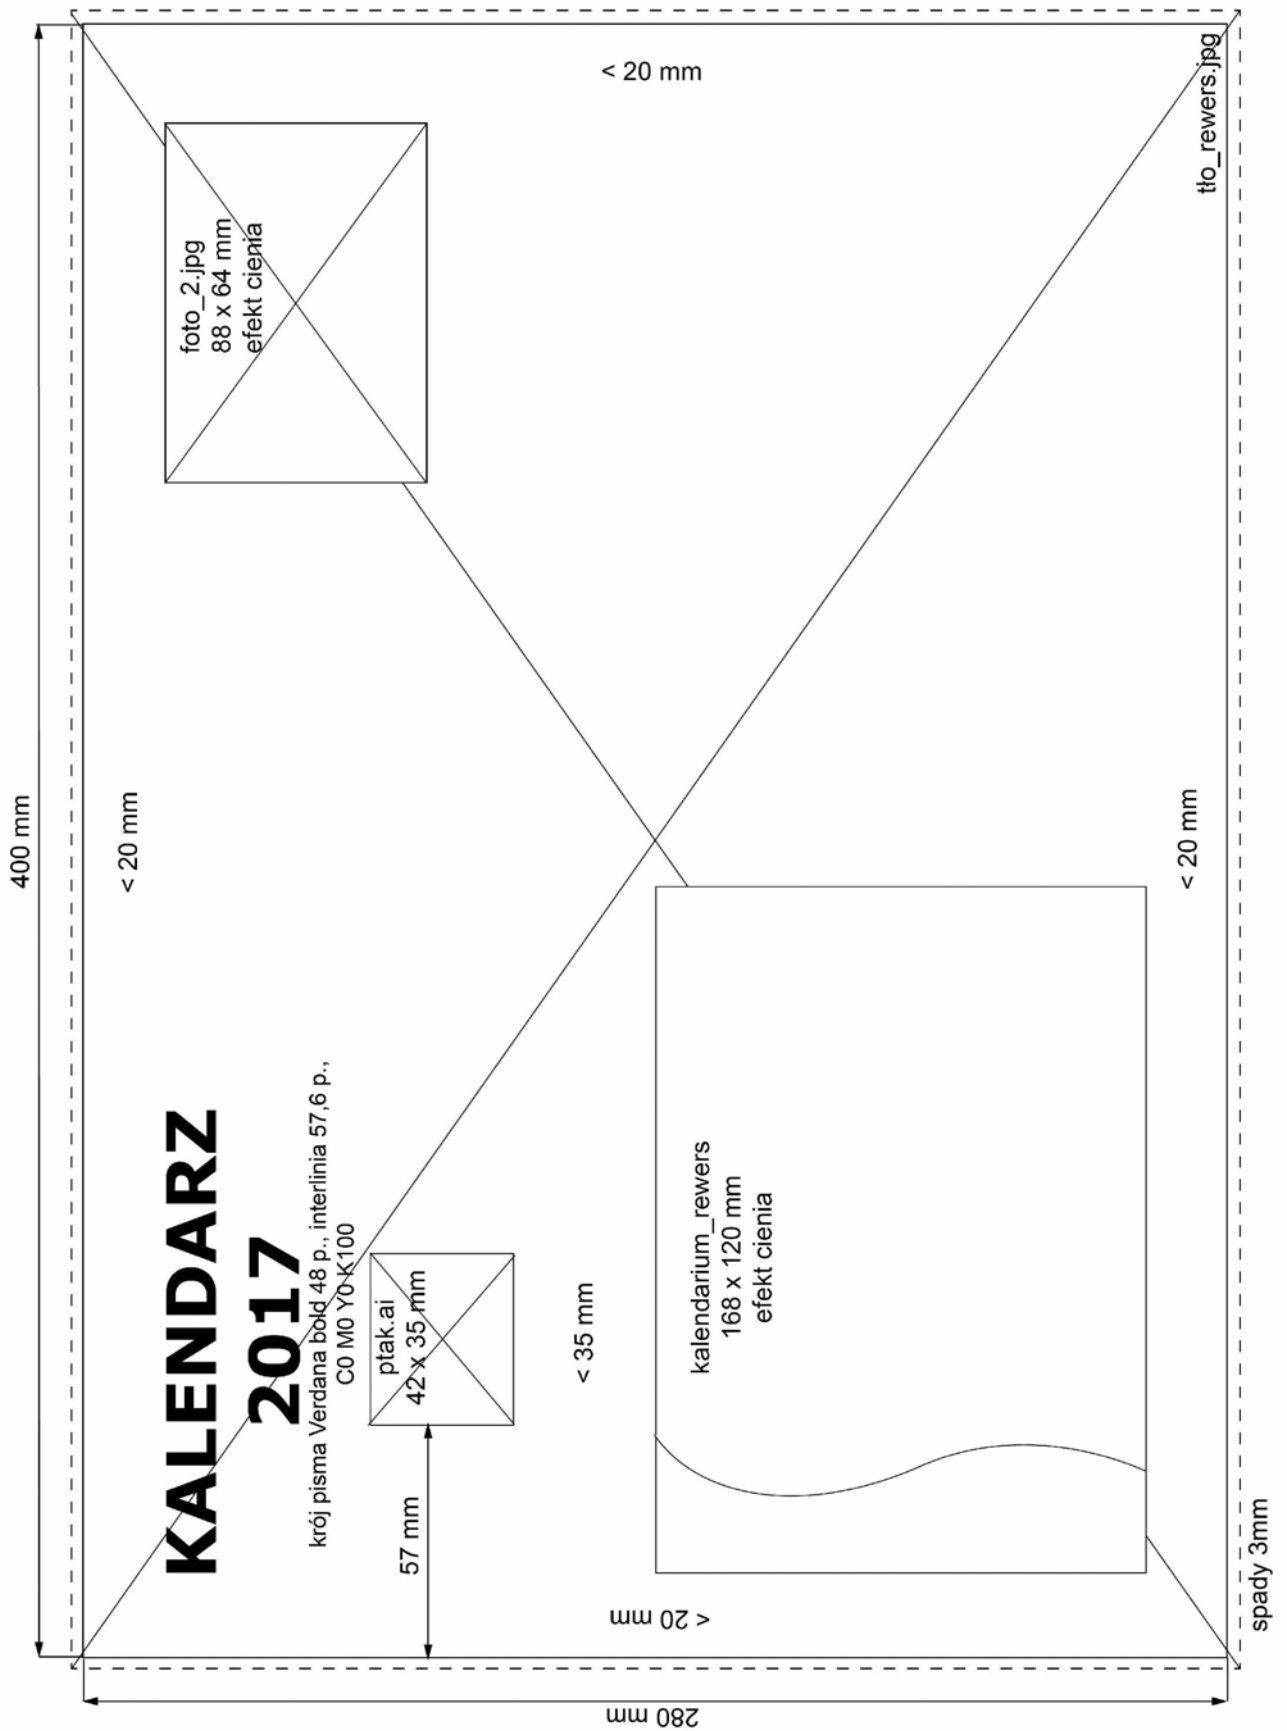 400 mm
< 20 mm
KALENDARZ
2017
krój pisma Verdana bold 48 p., interlinia 57,6 p.,
C0 M0 Y0 K100
foto_2.jpg
88 x 64 mm
efekt cienia
ptak.ai
42 x 35 mm
57 mm
< 35 mm
280 mm
< 20 mm
< 20 mm
kalendarium_rewers
168 x 120 mm
efekt cienia
< 20 mm
tło_rewers.jpg
spady 3mm